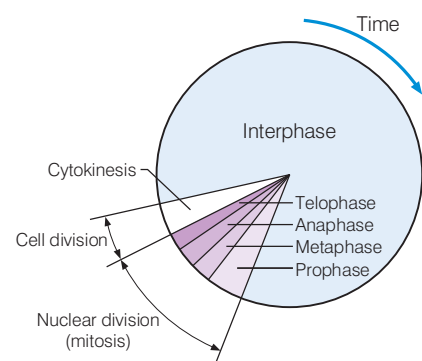 Time
Interphase
Cytokinesis
Telophase
Anaphase
Metaphase
Prophase
Cell division
Nuclear division
(mitosis)